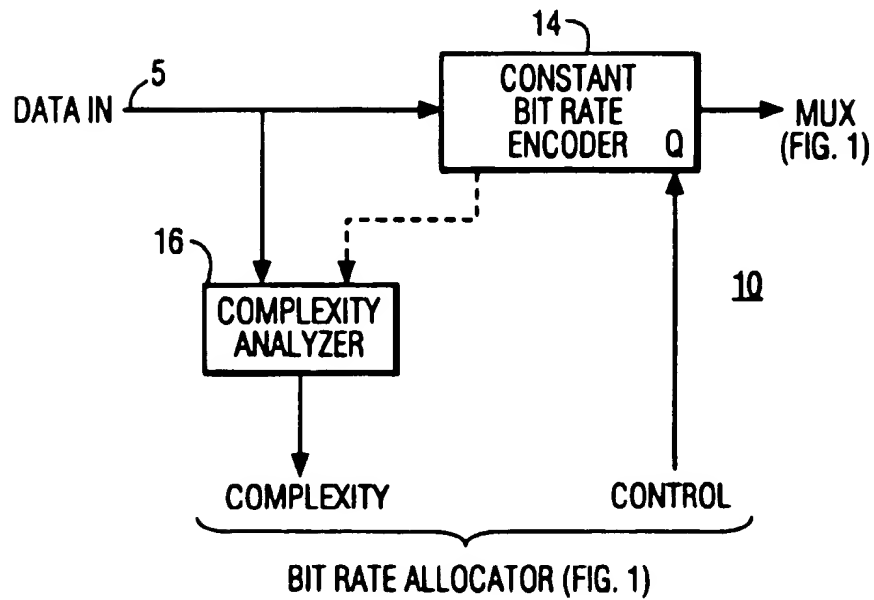 14
5
DATA IN
CONSTANT
BIT RATE
ENCODER Q
MUX
(FIG. 1)
16
COMPLEXITY
ANALYZER
10
COMPLEXITY
CONTROL
BIT RATE ALLOCATOR (FIG. 1)